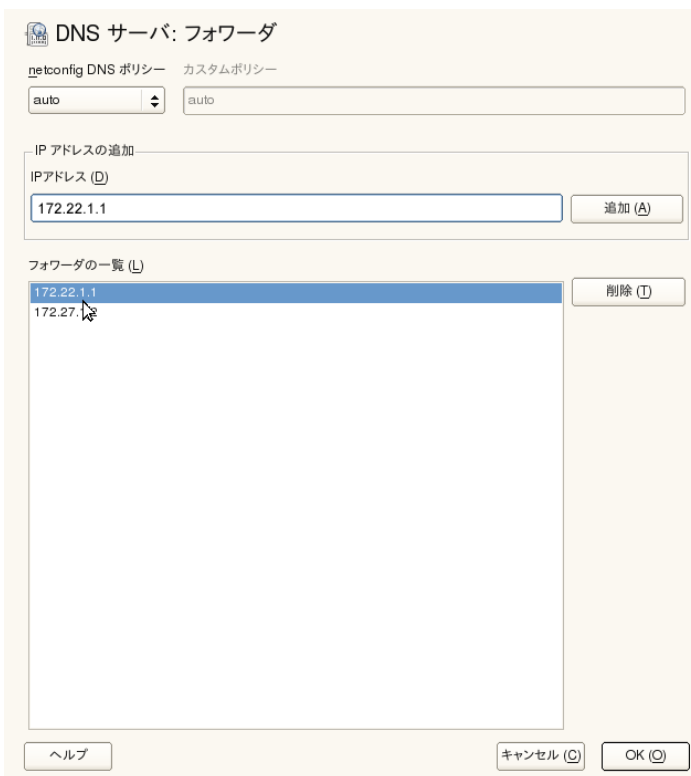 DNS サーバ: フォワーダ
netconfig DNS ポリシー カスタムポリシー
auto auto
IP アドレスの追加
IPアドレス (D)
172.22.1.1 追加 (A)
フォワーダの一覧 (L)
172.22.1.1 削除 (T)
172.27.
ヘルプ キャンセル (C) OK (O)